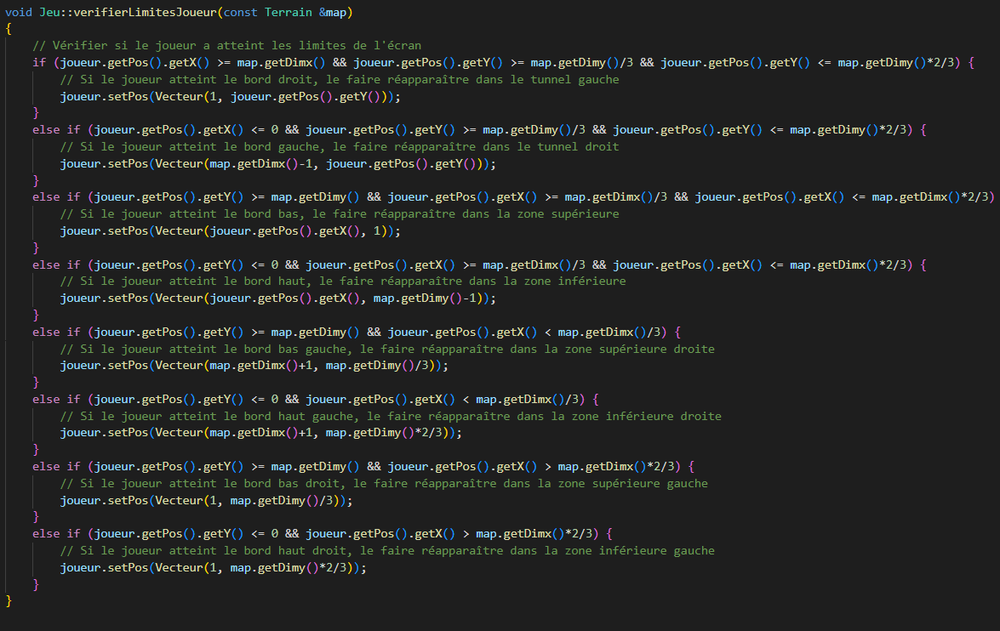 void Jeu::verifierLimitesJoueur(const Terrain &map)
{
    // Vérifier si le joueur a atteint les limites de l'écran
    if (joueur.getPos().getX() >= map.getDimx() && joueur.getPos().getY() >= map.getDimy()/3 && joueur.getPos().getY() <= map.getDimy()*2/3) {
        // Si le joueur atteint le bord droit, le faire réapparaître dans le tunnel gauche
        joueur.setPos(Vecteur(1, joueur.getPos().getY()));
    }
    else if (joueur.getPos().getX() <= 0 && joueur.getPos().getY() >= map.getDimy()/3 && joueur.getPos().getY() <= map.getDimy()*2/3) {
        // Si le joueur atteint le bord gauche, le faire réapparaître dans le tunnel droit
        joueur.setPos(Vecteur(map.getDimx()-1, joueur.getPos().getY()));
    }
    else if (joueur.getPos().getY() >= map.getDimy() && joueur.getPos().getX() >= map.getDimx()/3 && joueur.getPos().getX() <= map.getDimx()*2/3)
        // Si le joueur atteint le bord bas, le faire réapparaître dans la zone supérieure
        joueur.setPos(Vecteur(joueur.getPos().getX(), 1));
    }
    else if (joueur.getPos().getY() <= 0 && joueur.getPos().getX() >= map.getDimx()/3 && joueur.getPos().getX() <= map.getDimx()*2/3) {
        // Si le joueur atteint le bord haut, le faire réapparaître dans la zone inférieure
        joueur.setPos(Vecteur(joueur.getPos().getX(), map.getDimy()-1));
    }
    else if (joueur.getPos().getY() >= map.getDimy() && joueur.getPos().getX() < map.getDimx()/3) {
        // Si le joueur atteint le bord bas gauche, le faire réapparaître dans la zone supérieure droite
        joueur.setPos(Vecteur(map.getDimx()+1, map.getDimy()/3));
    }
    else if (joueur.getPos().getY() <= 0 && joueur.getPos().getX() < map.getDimx()/3) {
        // Si le joueur atteint le bord haut gauche, le faire réapparaître dans la zone inférieure droite
        joueur.setPos(Vecteur(map.getDimx()+1, map.getDimy()*2/3));
    }
    else if (joueur.getPos().getY() >= map.getDimy() && joueur.getPos().getX() > map.getDimx()*2/3) {
        // Si le joueur atteint le bord bas droit, le faire réapparaître dans la zone supérieure gauche
        joueur.setPos(Vecteur(1, map.getDimy()/3));
    }
    else if (joueur.getPos().getY() <= 0 && joueur.getPos().getX() > map.getDimx()*2/3) {
        // Si le joueur atteint le bord haut droit, le faire réapparaître dans la zone inférieure gauche
        joueur.setPos(Vecteur(1, map.getDimy()*2/3));
    }
}